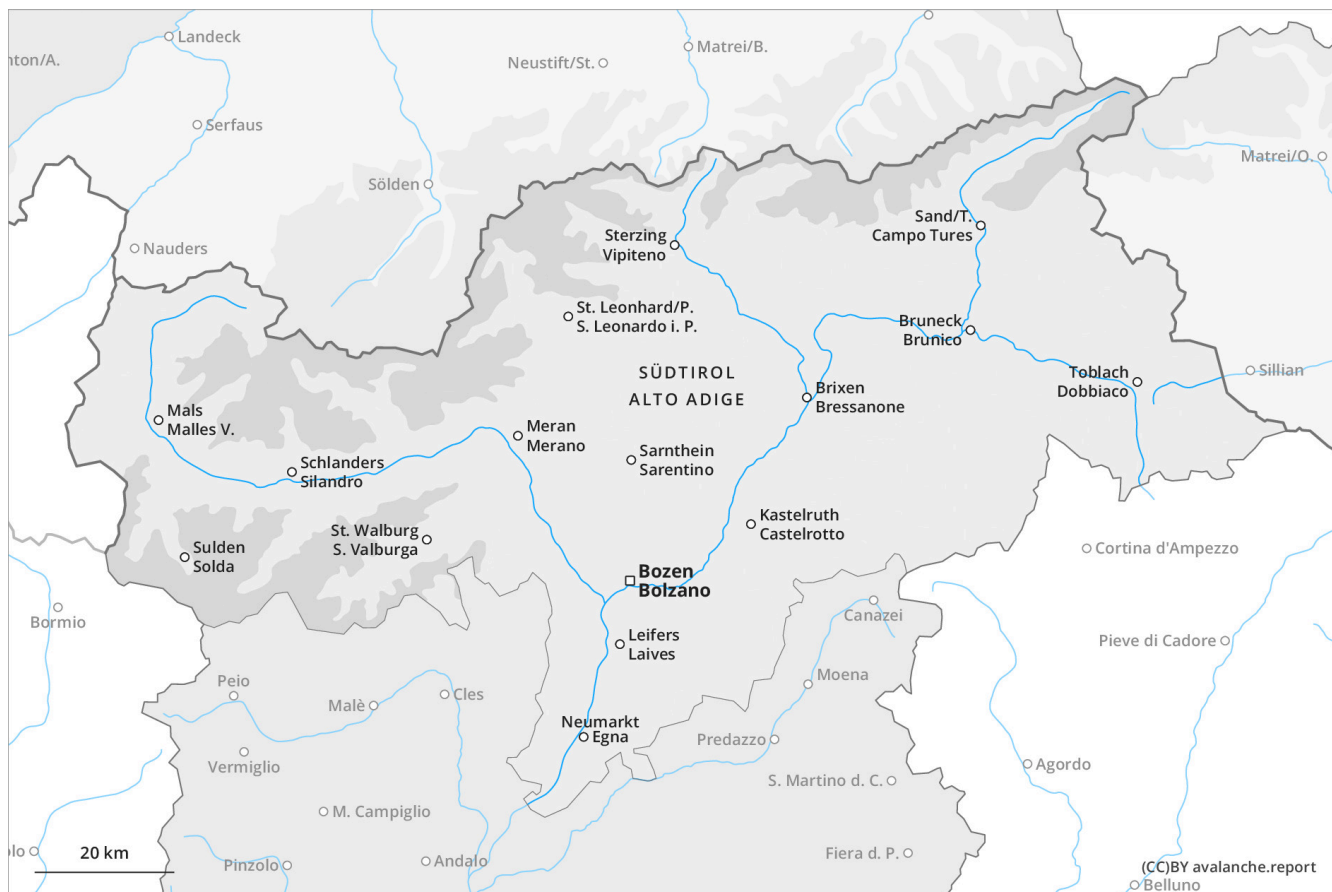 Landeck
Matrei/B.
nton/A.
Neustift/St.
Serfaus
Matrei/O.
Sölden
Sand/T.
Campo Tures
Sterzing
Vipiteno
Nauders
St. Leonhard/P.
S. Leonardo i. P.
Bruneck
Brunico
SÜDTIROL
ALTO ADIGE
Toblach
Dobbiaco
Sillian
Brixen
Bressanone
Mals
Malles V.
Meran
Merano
Sarnthein
Sarentino
Schlanders
Silandro
Kastelruth
Castelrotto
St. Walburg
S. Valburga
Sulden
Solda
Cortina d'Ampezzo
Bozen
Bolzano
Bormio
Canazei
Leifers
Laives
Pieve di Cadore
Peio
Moena
Malè
Cles
Neumarkt
Egna
Predazzo
Vermiglio
Agordo
S. Martino d. C.
M. Campiglio
olo
20 km
Pinzolo
Andalo
Fiera d. P.
(CC)BY avalanche.report
Belluno